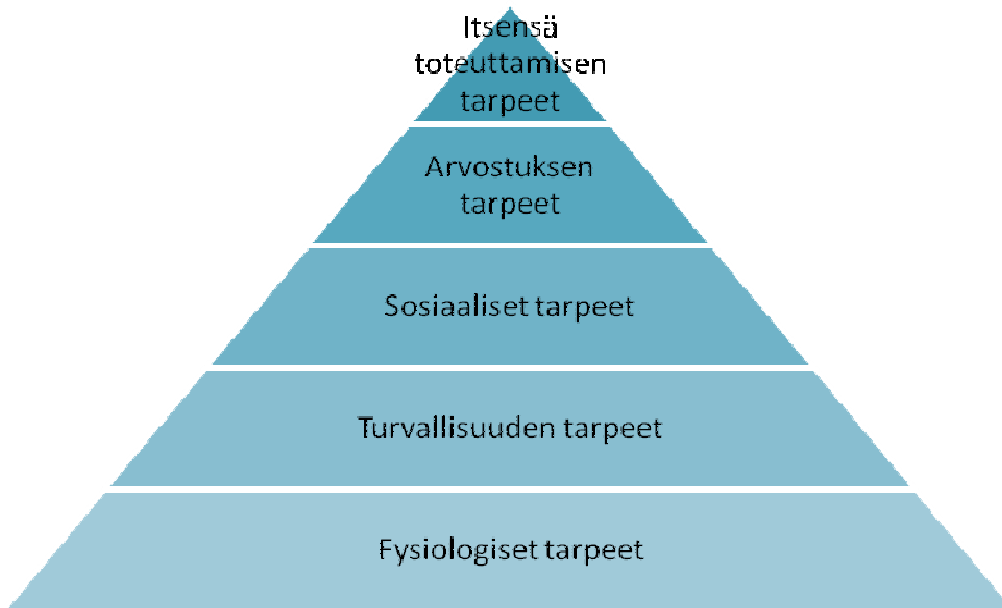 Itsensä
toteuttamisen
tarpeet
Arvostuksen
tarpeet
Sosiaaliset tarpeet
Turvallisuuden tarpeet
Fysiologiset tarpeet